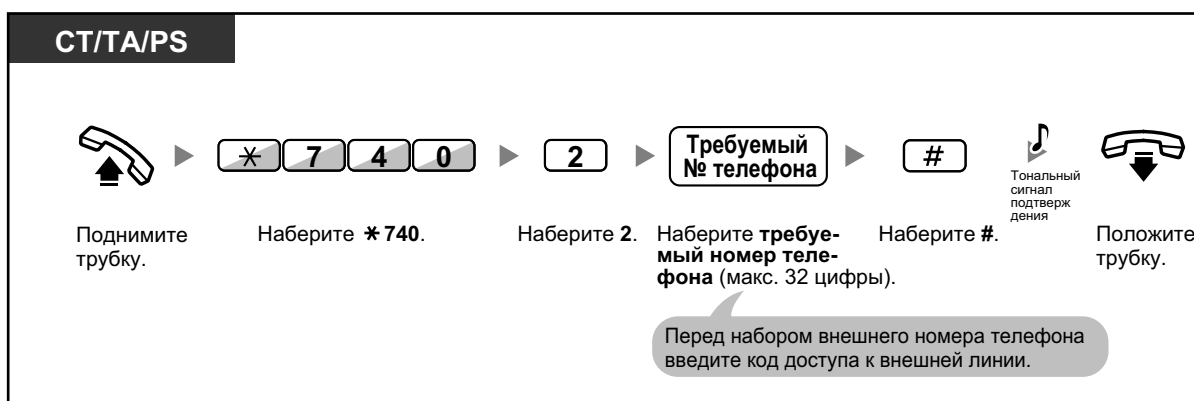 CT/TA/PS
* 7 4 0
2
Требуемый
№ телефона
#
Тональный
сигнал
подтверж
дения
Поднимите
трубку.
Наберите *740.
Наберите 2.
Наберите требуе-
мый номер теле-
фона (макс. 32 цифры).
Наберите #.
Положите
трубку.
Перед набором внешнего номера телефона
введите код доступа к внешней линии.